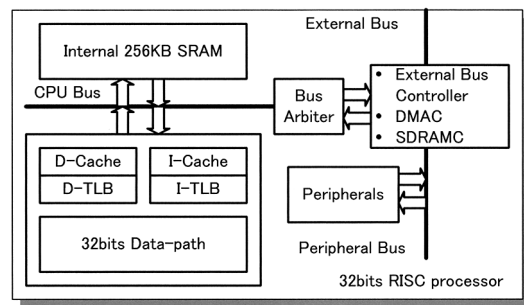 External Bus
Internal 256KB SRAM
CPU Bus
Bus
Arbiter
• External Bus
Controller
• DMAC
• SDRAMC
D-Cache
I-Cache
D-TLB
I-TLB
Peripherals
32bits Data-path
Peripheral Bus
32bits RISC processor